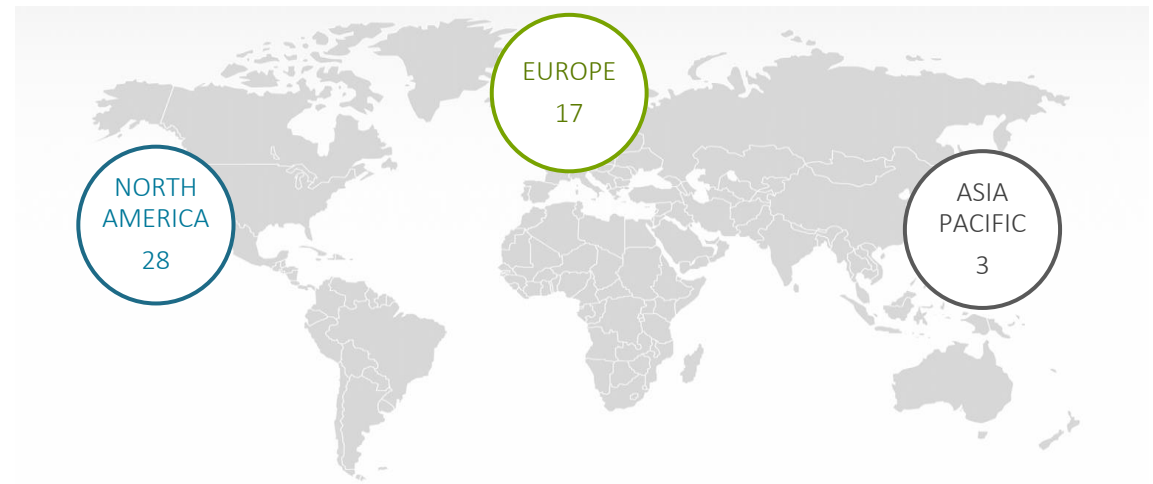 EUROPE
17
NORTH
AMERICA
28
ASIA
PACIFIC
3